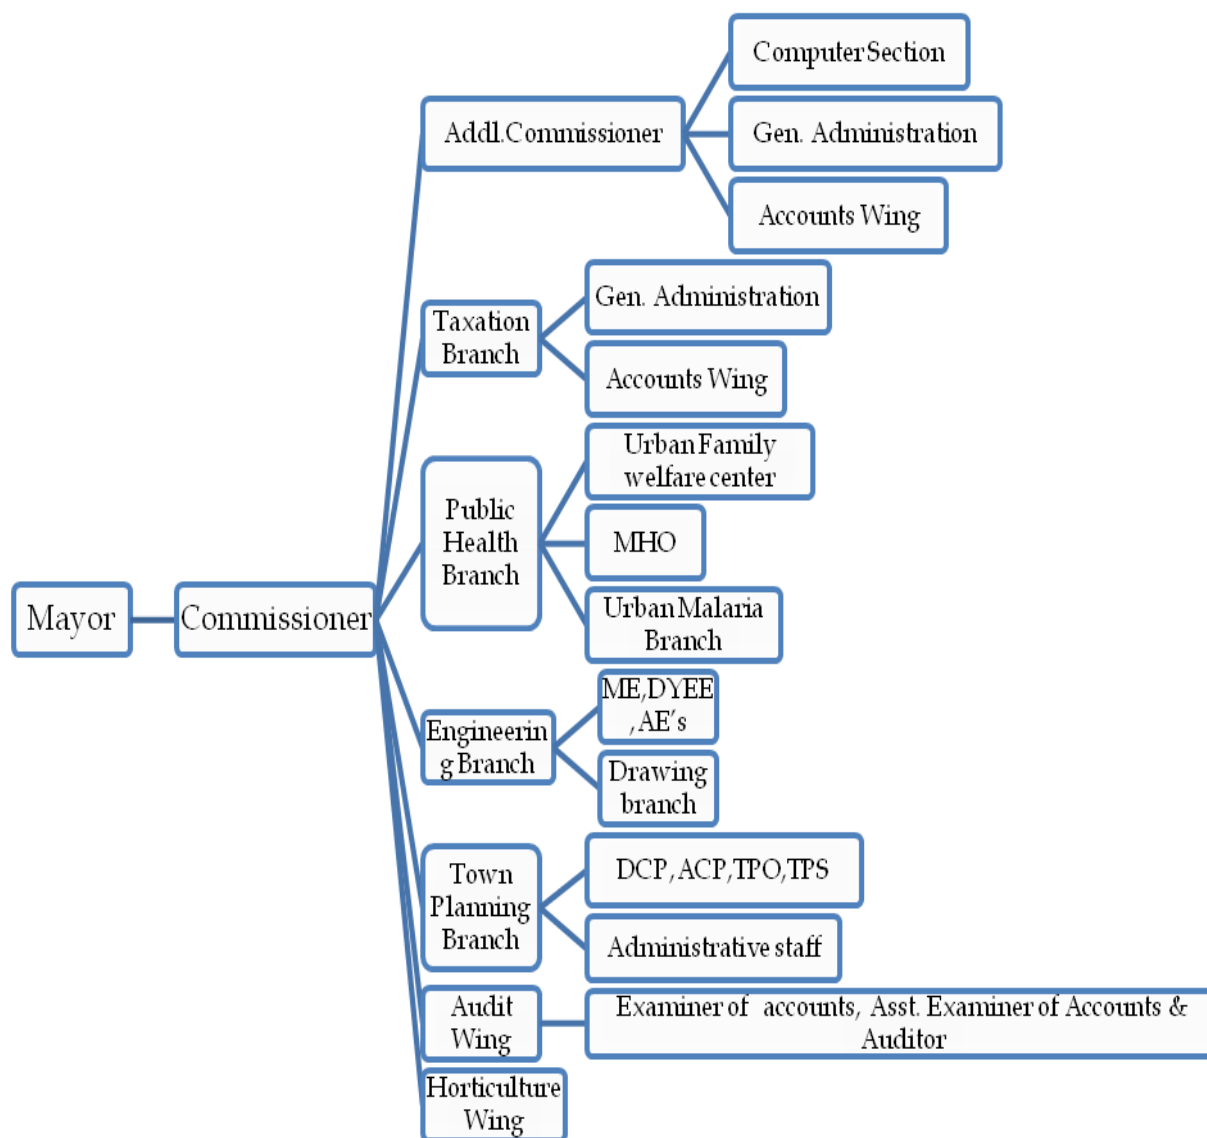 Computer Section
Addl.Commissioner
Gen. Administration
Accounts Wing
Taxation
Branch
Gen. Administration
Accounts Wing
Public
Health
Branch
Urban Family
welfare center
MHO
Urban Malaria
Branch
Mayor
Commissioner
Engineerin
g Branch
ME,DYEE
,AE's
Drawing
branch
Town
Planning
Branch
DCP,ACP,TPO,TPS
Administrative staff
Audit
Wing
Examiner of accounts, Asst. Examiner of Accounts &
Auditor
Horticulture
Wing